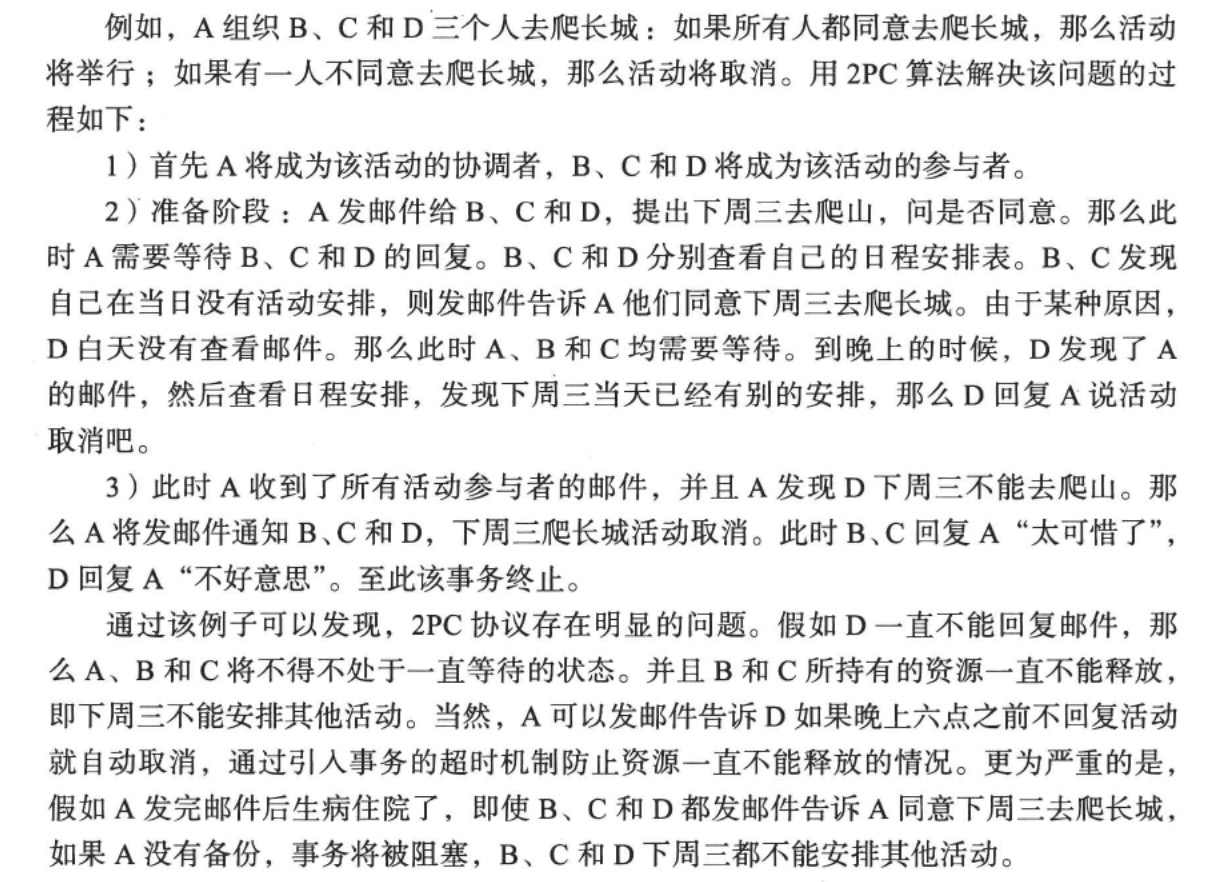 例如，A 组织 B、C 和 D 三个人去爬长城：如果所有人都同意去爬长城，那么活动
将举行；如果有一人不同意去爬长城，那么活动将取消。用 2PC 算法解决该问题的过
程如下：
1）首先 A 将成为该活动的协调者，B、C 和 D 将成为该活动的参与者。
2）准备阶段：A 发邮件给 B、C 和 D，提出下周三去爬山，问是否同意。那么此
时 A 需要等待 B、C 和 D 的回复。B、C 和 D 分别查看自己的日程安排表。B、C 发现
自己在当日没有活动安排，则发邮件告诉 A 他们同意下周三去爬长城。由于某种原因，
D 白天没有查看邮件。那么此时 A、B 和 C 均需要等待。到晚上的时候，D 发现了 A
的邮件，然后查看日程安排，发现下周三当天已经有别的安排，那么 D 回复 A 说活动
取消吧。
3）此时 A 收到了所有活动参与者的邮件，并且 A 发现 D 下周三不能去爬山。那
么 A 将发邮件通知 B、C 和 D，下周三爬长城活动取消。此时 B、C 回复 A “太可惜了”，
D 回复 A “不好意思”。至此该事务终止。
通过该例子可以发现，2PC 协议存在明显的问题。假如 D 一直不能回复邮件，那
么 A、B 和 C 将不得不处于一直等待的状态。并且 B 和 C 所持有的资源一直不能释放，
即下周三不能安排其他活动。当然，A 可以发邮件告诉 D 如果晚上六点之前不回复活动
就自动取消，通过引入事务的超时机制防止资源一直不能释放的情况。更为严重的是，
假如 A 发完邮件后生病住院了，即使 B、C 和 D 都发邮件告诉 A 同意下周三去爬长城，
如果 A 没有备份，事务将被阻塞，B、C 和 D 下周三都不能安排其他活动。